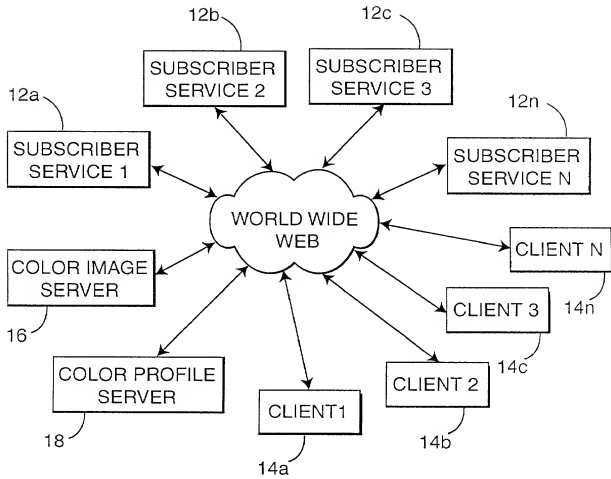 12b
12c
SUBSCRIBER
SERVICE 2
SUBSCRIBER
SERVICE 3
12a
12n
SUBSCRIBER
SERVICE 1
SUBSCRIBER
SERVICE N
WORLD WIDE
WEB
COLOR IMAGE
SERVER
CLIENT N
16
CLIENT 3
14n
COLOR PROFILE
SERVER
CLIENT1
CLIENT 2
14c
18
14a
14b